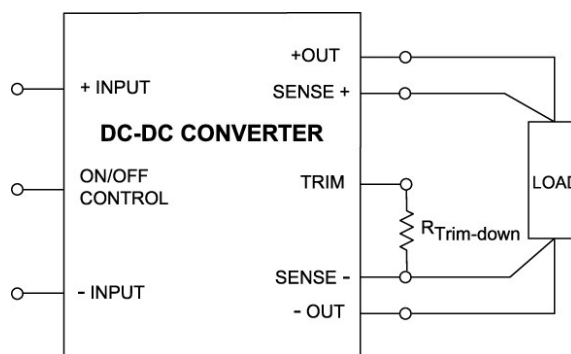 +OUT
+ INPUT
SENSE +
DC-DC CONVERTER
ON/OFF
CONTROL
TRIM
LOAD
RTrim-down
SENSE -
- INPUT
- OUT